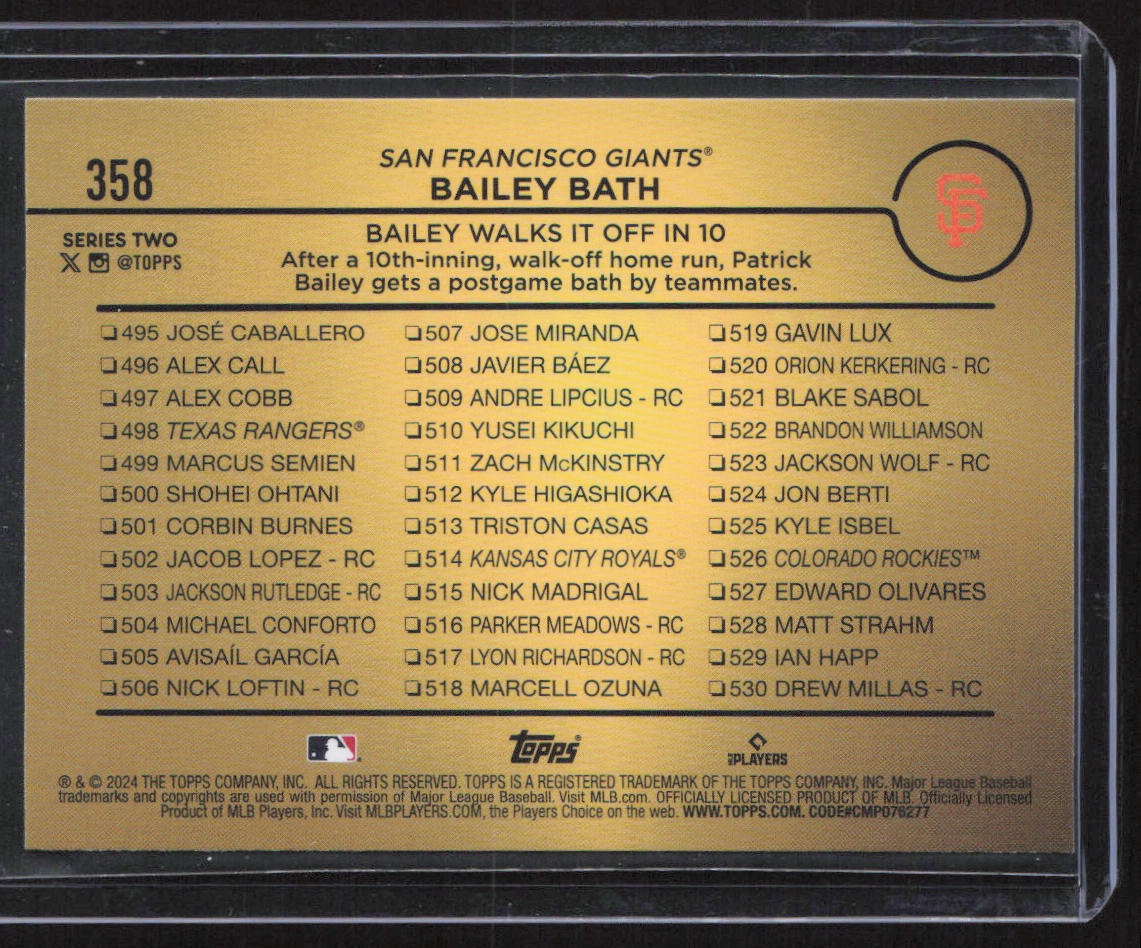 358
SAN FRANCISCO GIANTS®
BAILEY BATH
SF
SERIES TWO
@TOPPS
BAILEY WALKS IT OFF IN 10
After a 10th-inning, walk-off home run, Patrick
Bailey gets a postgame bath by teammates.
❏495 JOSÉ CABALLERO
❏496 ALEX CALL
❏497 ALEX COBB
❏498 TEXAS RANGERS®
❏499 MARCUS SEMIEN
❏500 SHOHEI OHTANI
❏501 CORBIN BURNES
❏502 JACOB LOPEZ - RC
❏503 JACKSON RUTLEDGE - RC
❏504 MICHAEL CONFORTO
❏505 AVISAÍL GARCÍA
❏506 NICK LOFTIN - RC
❏507 JOSE MIRANDA
❏508 JAVIER BÁEZ
❏509 ANDRE LIPCIUS - RC
❏510 YUSEI KIKUCHI
❏511 ZACH McKINSTRY
❏512 KYLE HIGASHIOKA
❏513 TRISTON CASAS
❏514 KANSAS CITY ROYALS®
❏515 NICK MADRIGAL
❏516 PARKER MEADOWS - RC
❏517 LYON RICHARDSON - RC
❏518 MARCELL OZUNA
❏519 GAVIN LUX
❏520 ORION KERKERING - RC
❏521 BLAKE SABOL
❏522 BRANDON WILLIAMSON
❏523 JACKSON WOLF - RC
❏524 JON BERTI
❏525 KYLE ISBEL
❏526 COLORADO ROCKIES™
❏527 EDWARD OLIVARES
❏528 MATT STRAHM
❏529 IAN HAPP
❏530 DREW MILLAS - RC
Topps®
MLB PLAYERS
® & © 2024 THE TOPPS COMPANY, INC. ALL RIGHTS RESERVED. TOPPS IS A REGISTERED TRADEMARK OF THE TOPPS COMPANY, INC. Major League Baseball
trademarks and copyrights are used with permission of Major League Baseball. Visit MLB.com. OFFICIALLY LICENSED PRODUCT OF MLB. Officially Licensed
Product of MLB Players, Inc. Visit MLBPLAYERS.COM, the Players Choice on the web. WWW.TOPPS.COM. CODE#CMP076277